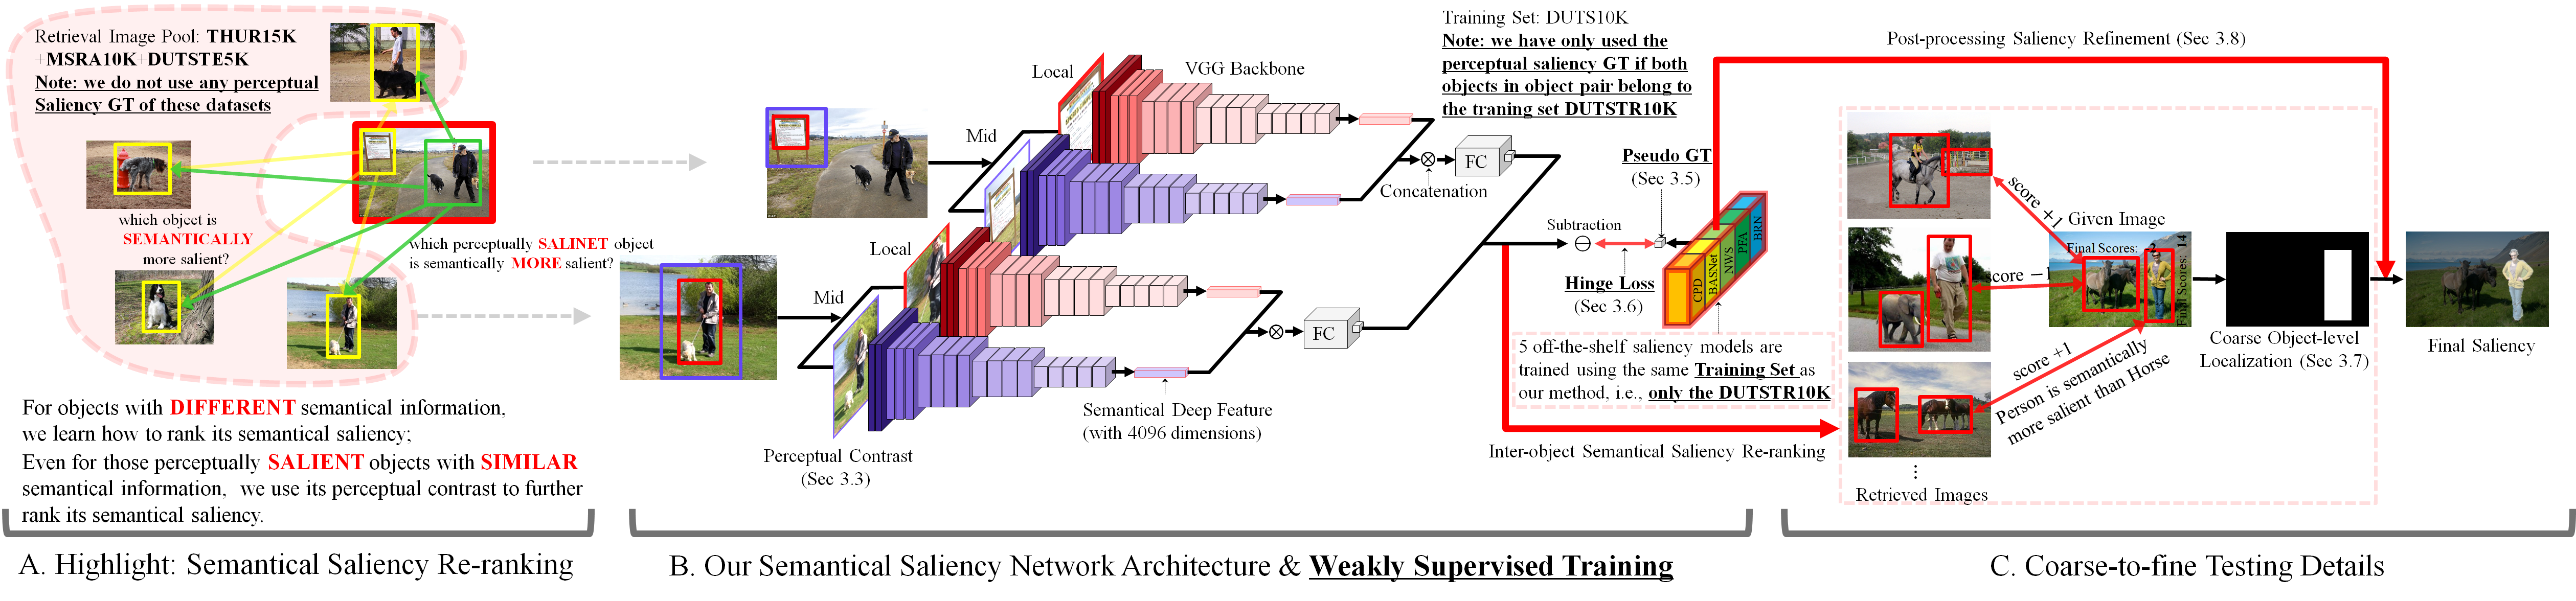 Retrieval Image Pool: THUR15K
+MSRA10K+DUTSTE5K
Note: we do not use any perceptual
Saliency GT of these datasets
which object is
SEMANTICALLY
more salient?
which perceptually SALINET object
is semantically MORE salient?
For objects with DIFFERENT semantical information,
we learn how to rank its semantical saliency;
Even for those perceptually SALIENT objects with SIMILAR
semantical information, we use its perceptual contrast to further
rank its semantical saliency.
A. Highlight: Semantical Saliency Re-ranking
Local
VGG Backbone
Mid
Local
Mid
Concatenation
FC
FC
Perceptual Contrast
(Sec 3.3)
Semantical Deep Feature
(with 4096 dimensions)
Training Set: DUTS10K
Note: we have only used the
perceptual saliency GT if both
objects in object pair belong to
the traning set DUTSTR10K
Pseudo GT
(Sec 3.5)
Subtraction
Hinge Loss
(Sec 3.6)
CPD
BASNet
NWS
PFA
BRN
5 off-the-shelf saliency models are
trained using the same Training Set as
our method, i.e., only the DUTSTR10K
Inter-object Semantical Saliency Re-ranking
B. Our Semantical Saliency Network Architecture & Weakly Supervised Training
Post-processing Saliency Refinement (Sec 3.8)
score +1
score −1
score +1
Person is semantically
more salient than Horse
Retrieved Images
Given Image
Final Scores: 2
Final Scores: 14
Coarse Object-level
Localization (Sec 3.7)
Final Saliency
C. Coarse-to-fine Testing Details